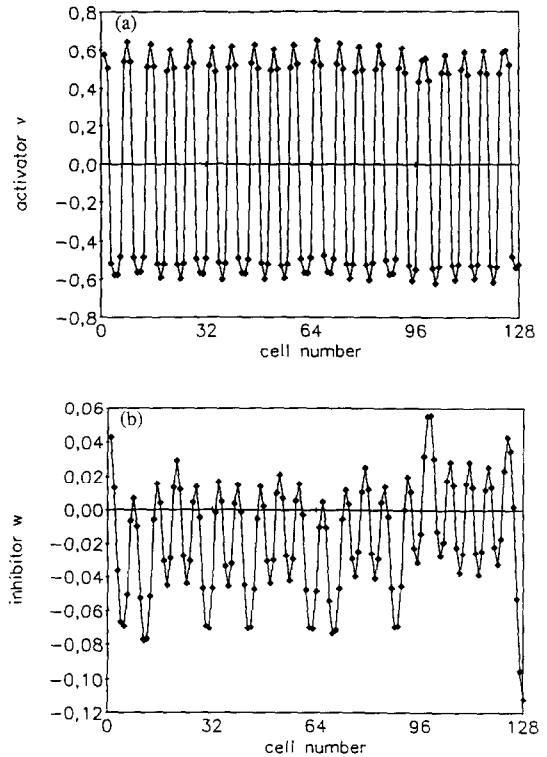 (a)
0,8
0,6
0,4
0,2
0,0
-0,2
-0,4
-0,6
-0,8
activator v
0 32 64 96 128
cell number
(b)
0,06
0,04
0,02
0,00
-0,02
-0,04
-0,06
-0,08
-0,10
-0,12
inhibitor w
0 32 64 96 128
cell number